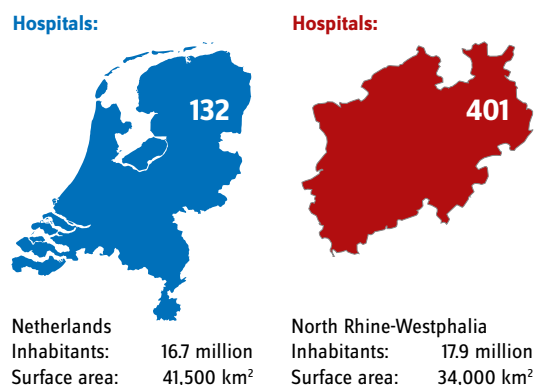 Hospitals:
132
Netherlands
Inhabitants: 16.7 million
Surface area: 41,500 km²
Hospitals:
401
North Rhine-Westphalia
Inhabitants: 17.9 million
Surface area: 34,000 km²